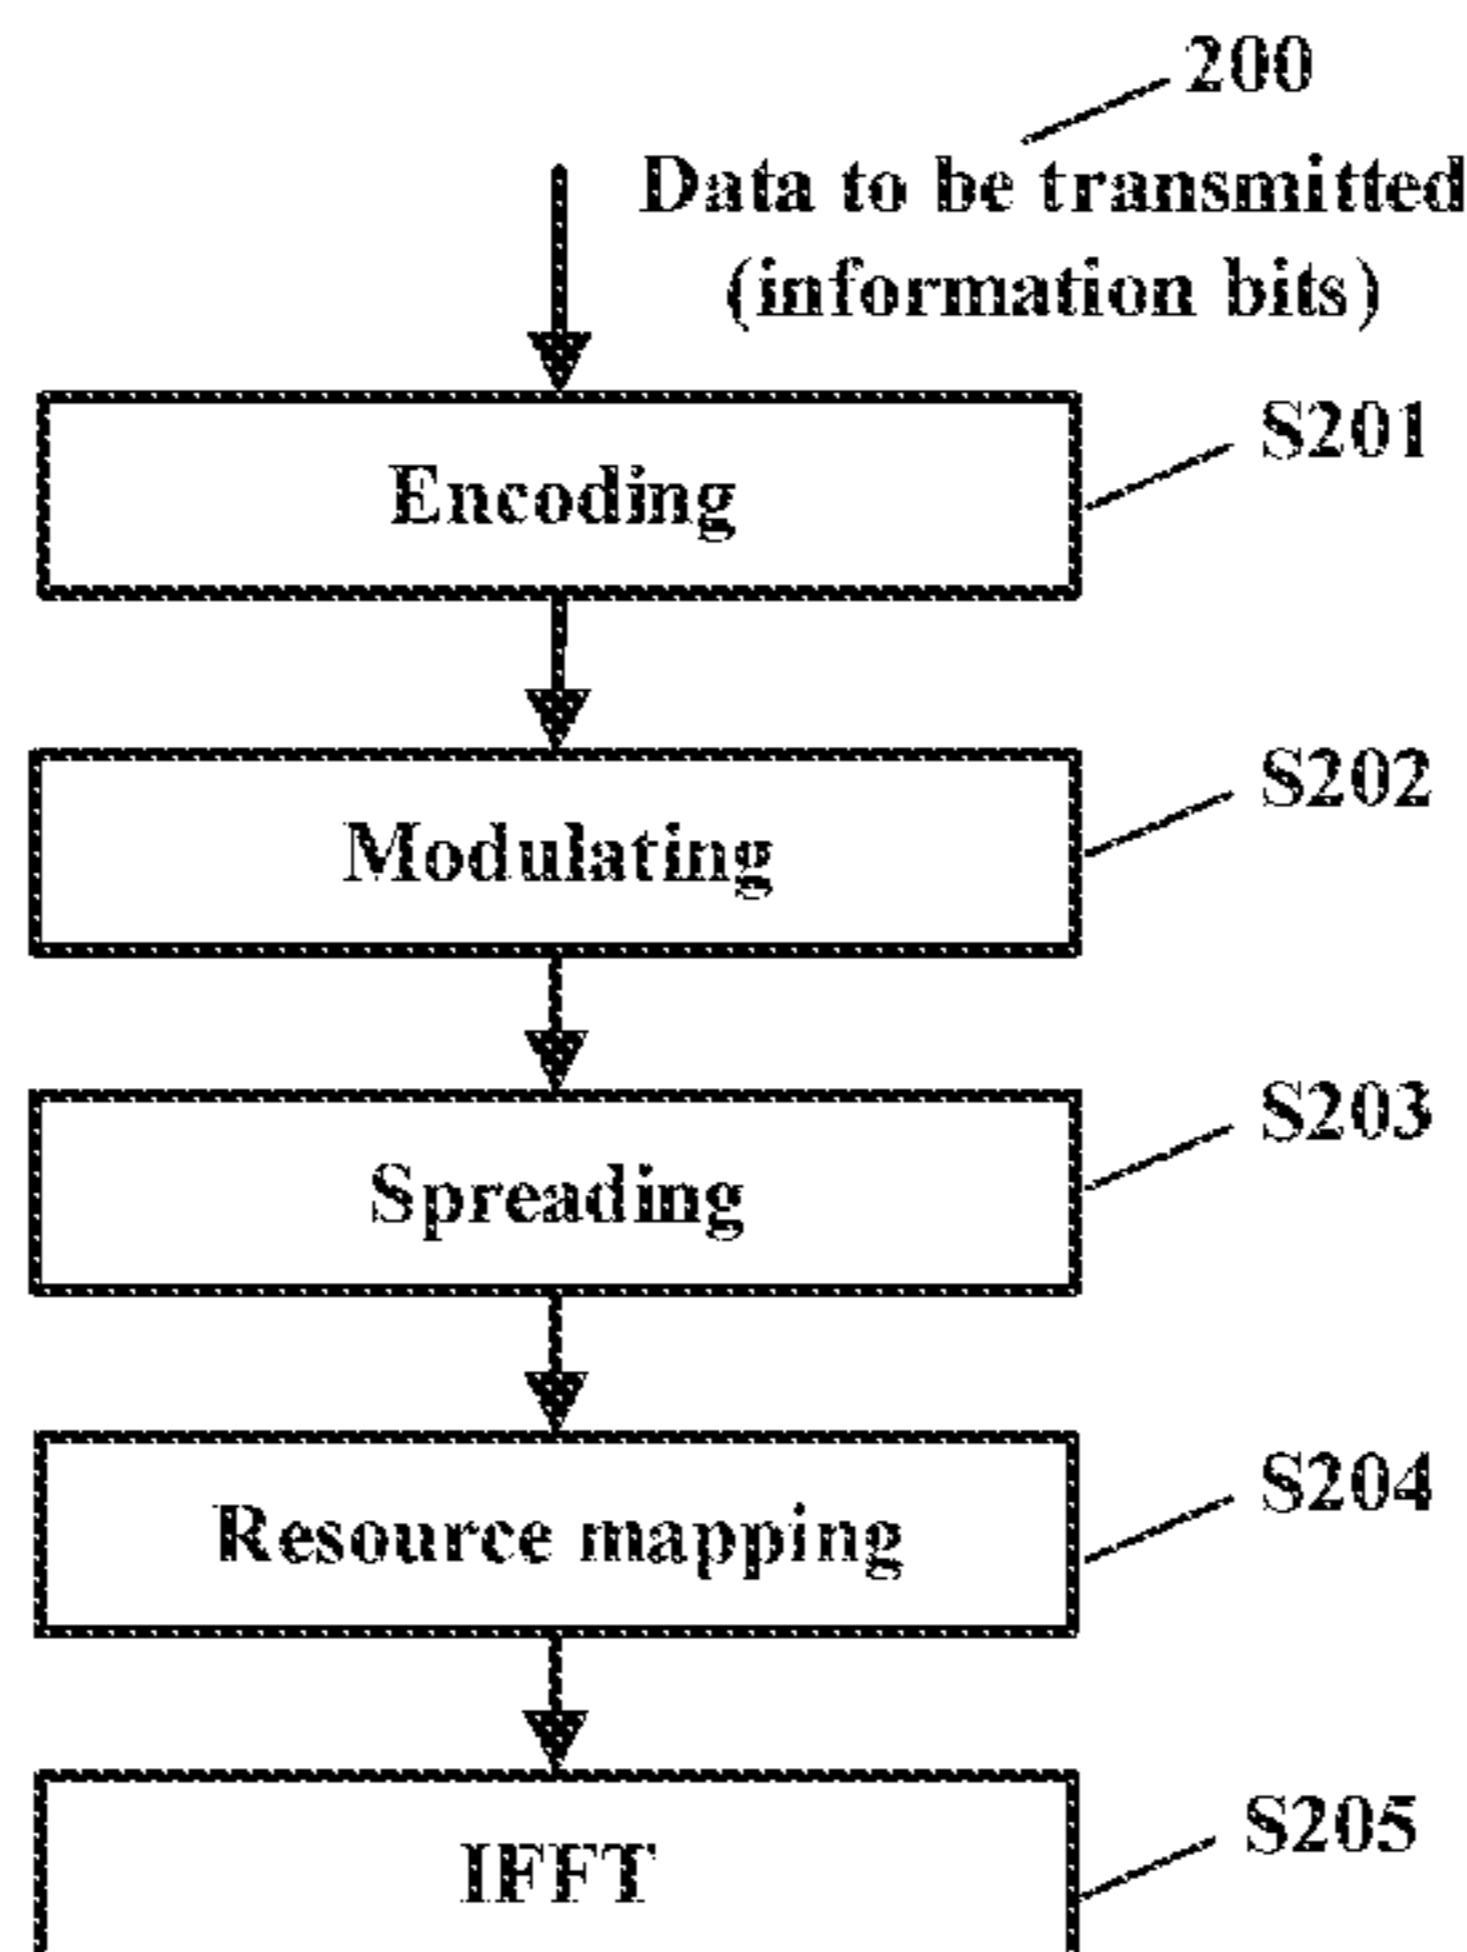 200
Data to be transmitted
(information bits)
S201
Encoding
S202
Modulating
S203
Spreading
S204
Resource mapping
S205
IFFT